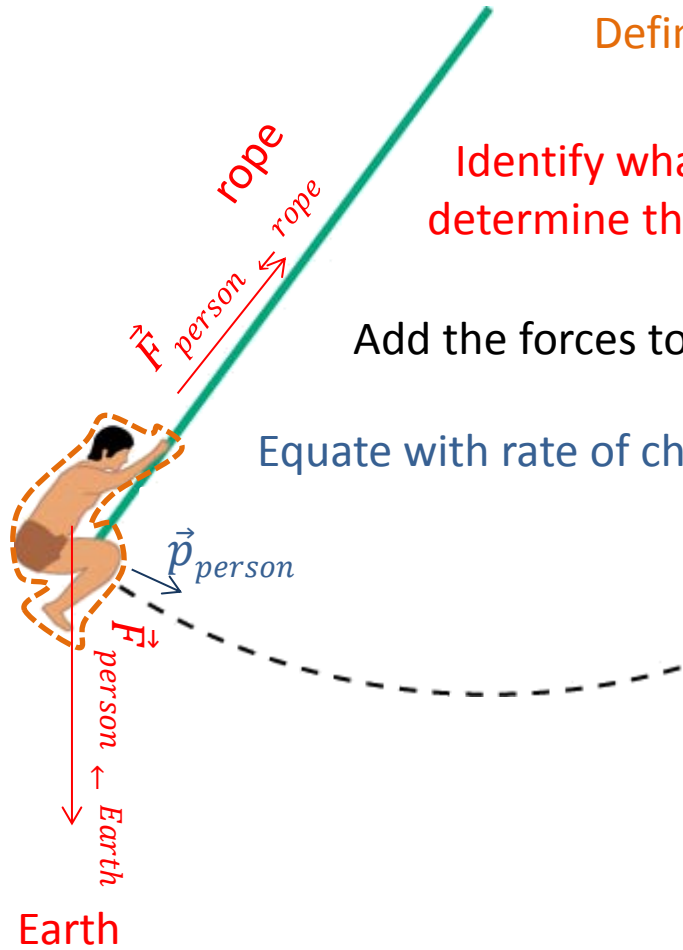 Defin
Identify wha
determine th
Add the forces to
Equate with rate of ch
rope
F⃗ person ← rope
p⃗ person
F⃗ person ← Earth
Earth